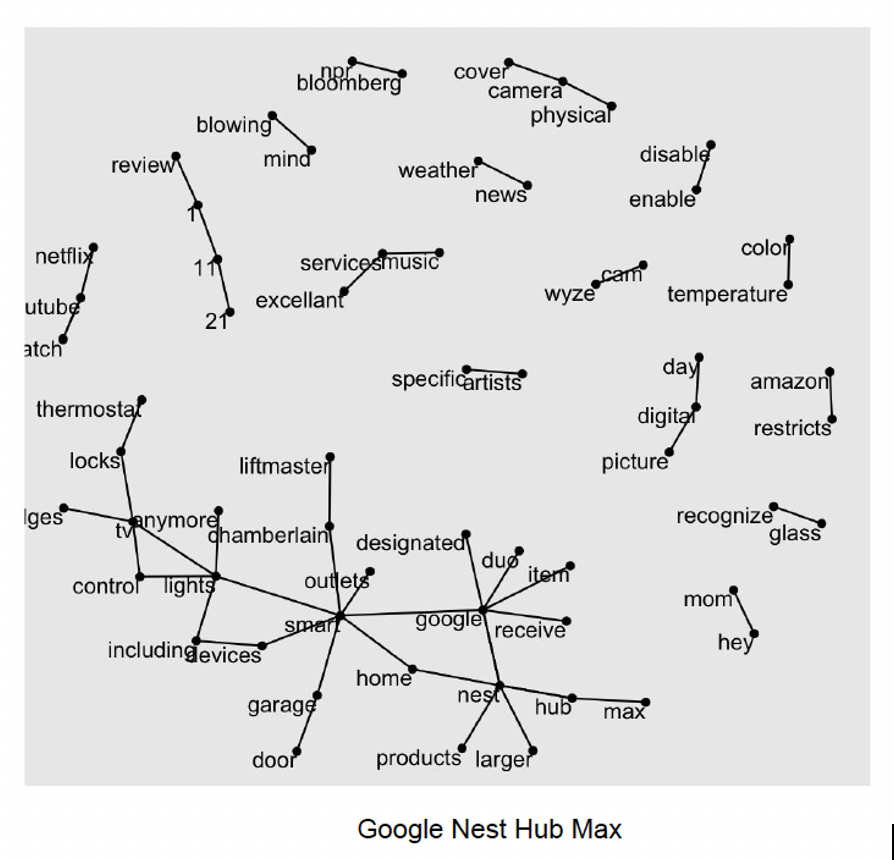 npr
bloomberg
cover
camera
physical
blowing
mind
review
weather
news
disable
enable
1
11
21
netflix
utube
atch
services
music
excellant
cam
wyze
color
temperature
specific
artists
day
digital
picture
amazon
restricts
thermostat
locks
liftmaster
lges
tv
anymore
chamberlain
designated
duo
item
recognize
glass
control
lights
outlets
smart
google
receive
mom
hey
including
devices
home
nest
hub
max
garage
door
products
larger
Google Nest Hub Max